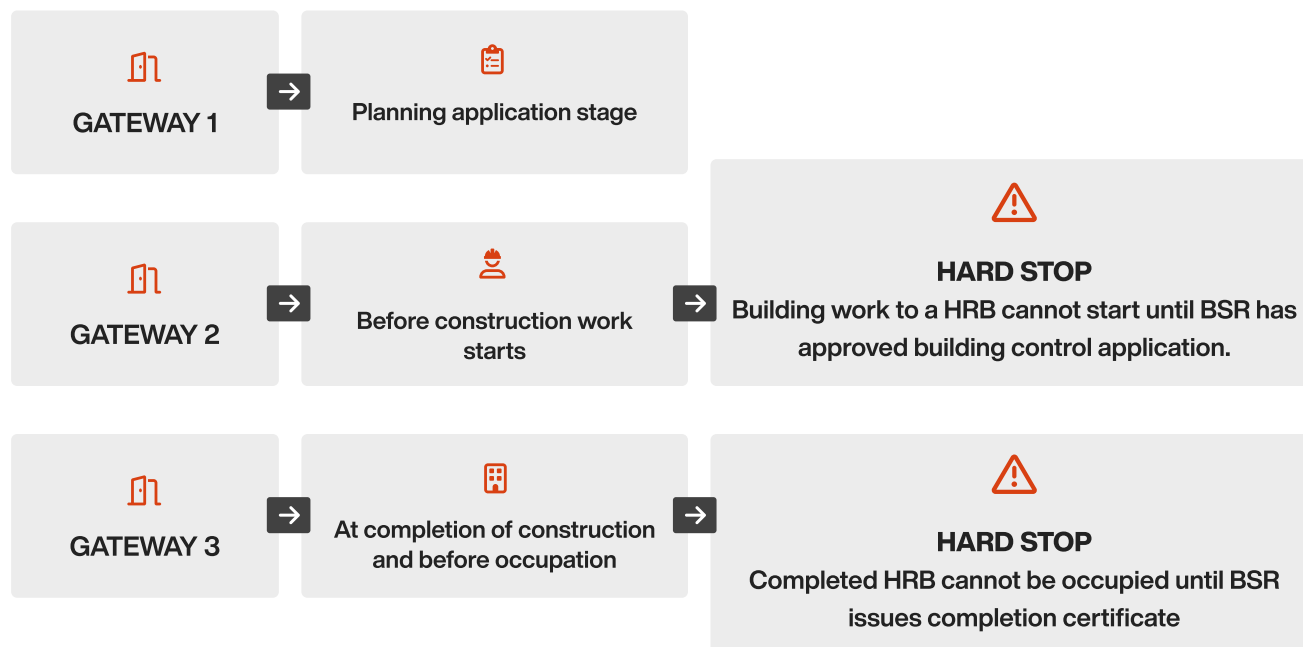 GATEWAY 1
Planning application stage
GATEWAY 2
Before construction work
starts
HARD STOP
Building work to a HRB cannot start until BSR has
approved building control application.
GATEWAY 3
At completion of construction
and before occupation
HARD STOP
Completed HRB cannot be occupied until BSR
issues completion certificate